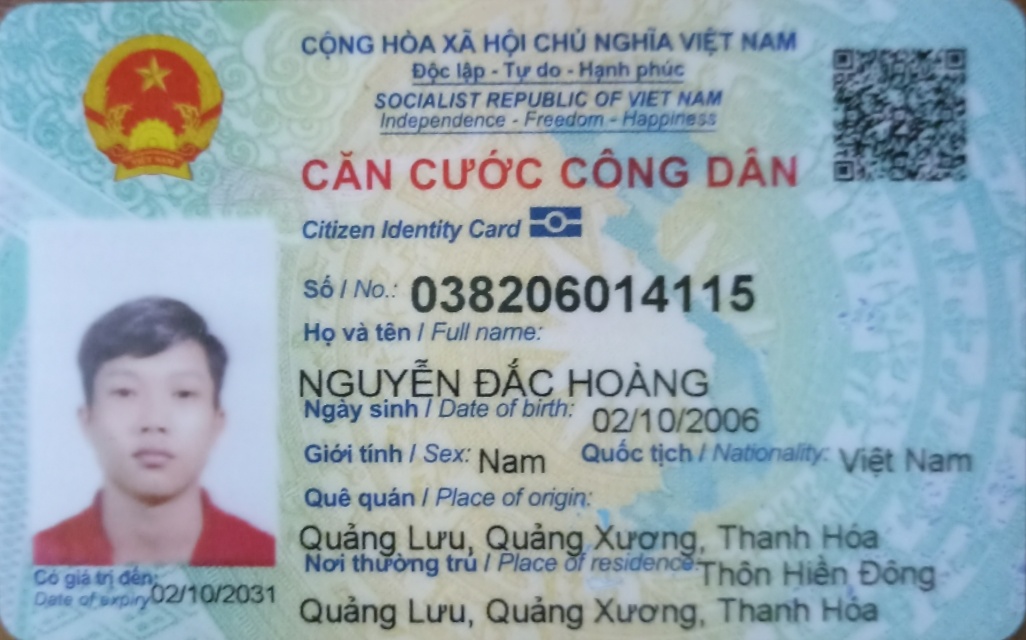 CỘNG HÒA XÃ HỘI CHỦ NGHĨA VIỆT NAM
Độc lập - Tự do - Hạnh phúc
SOCIALIST REPUBLIC OF VIET NAM
Independence - Freedom - Happiness
CĂN CƯỚC CÔNG DÂN
Citizen Identity Card
Số / No.: 038206014115
Họ và tên / Full name:
NGUYỄN ĐẮC HOÀNG
Ngày sinh / Date of birth: 02/10/2006
Giới tính / Sex: Nam Quốc tịch / Nationality: Việt Nam
Quê quán / Place of origin:
Quảng Lưu, Quảng Xương, Thanh Hóa
Nơi thường trú / Place of residence: Thôn Hiền Đông
Quảng Lưu, Quảng Xương, Thanh Hóa
Có giá trị đến:
Date of expiry 02/10/2031